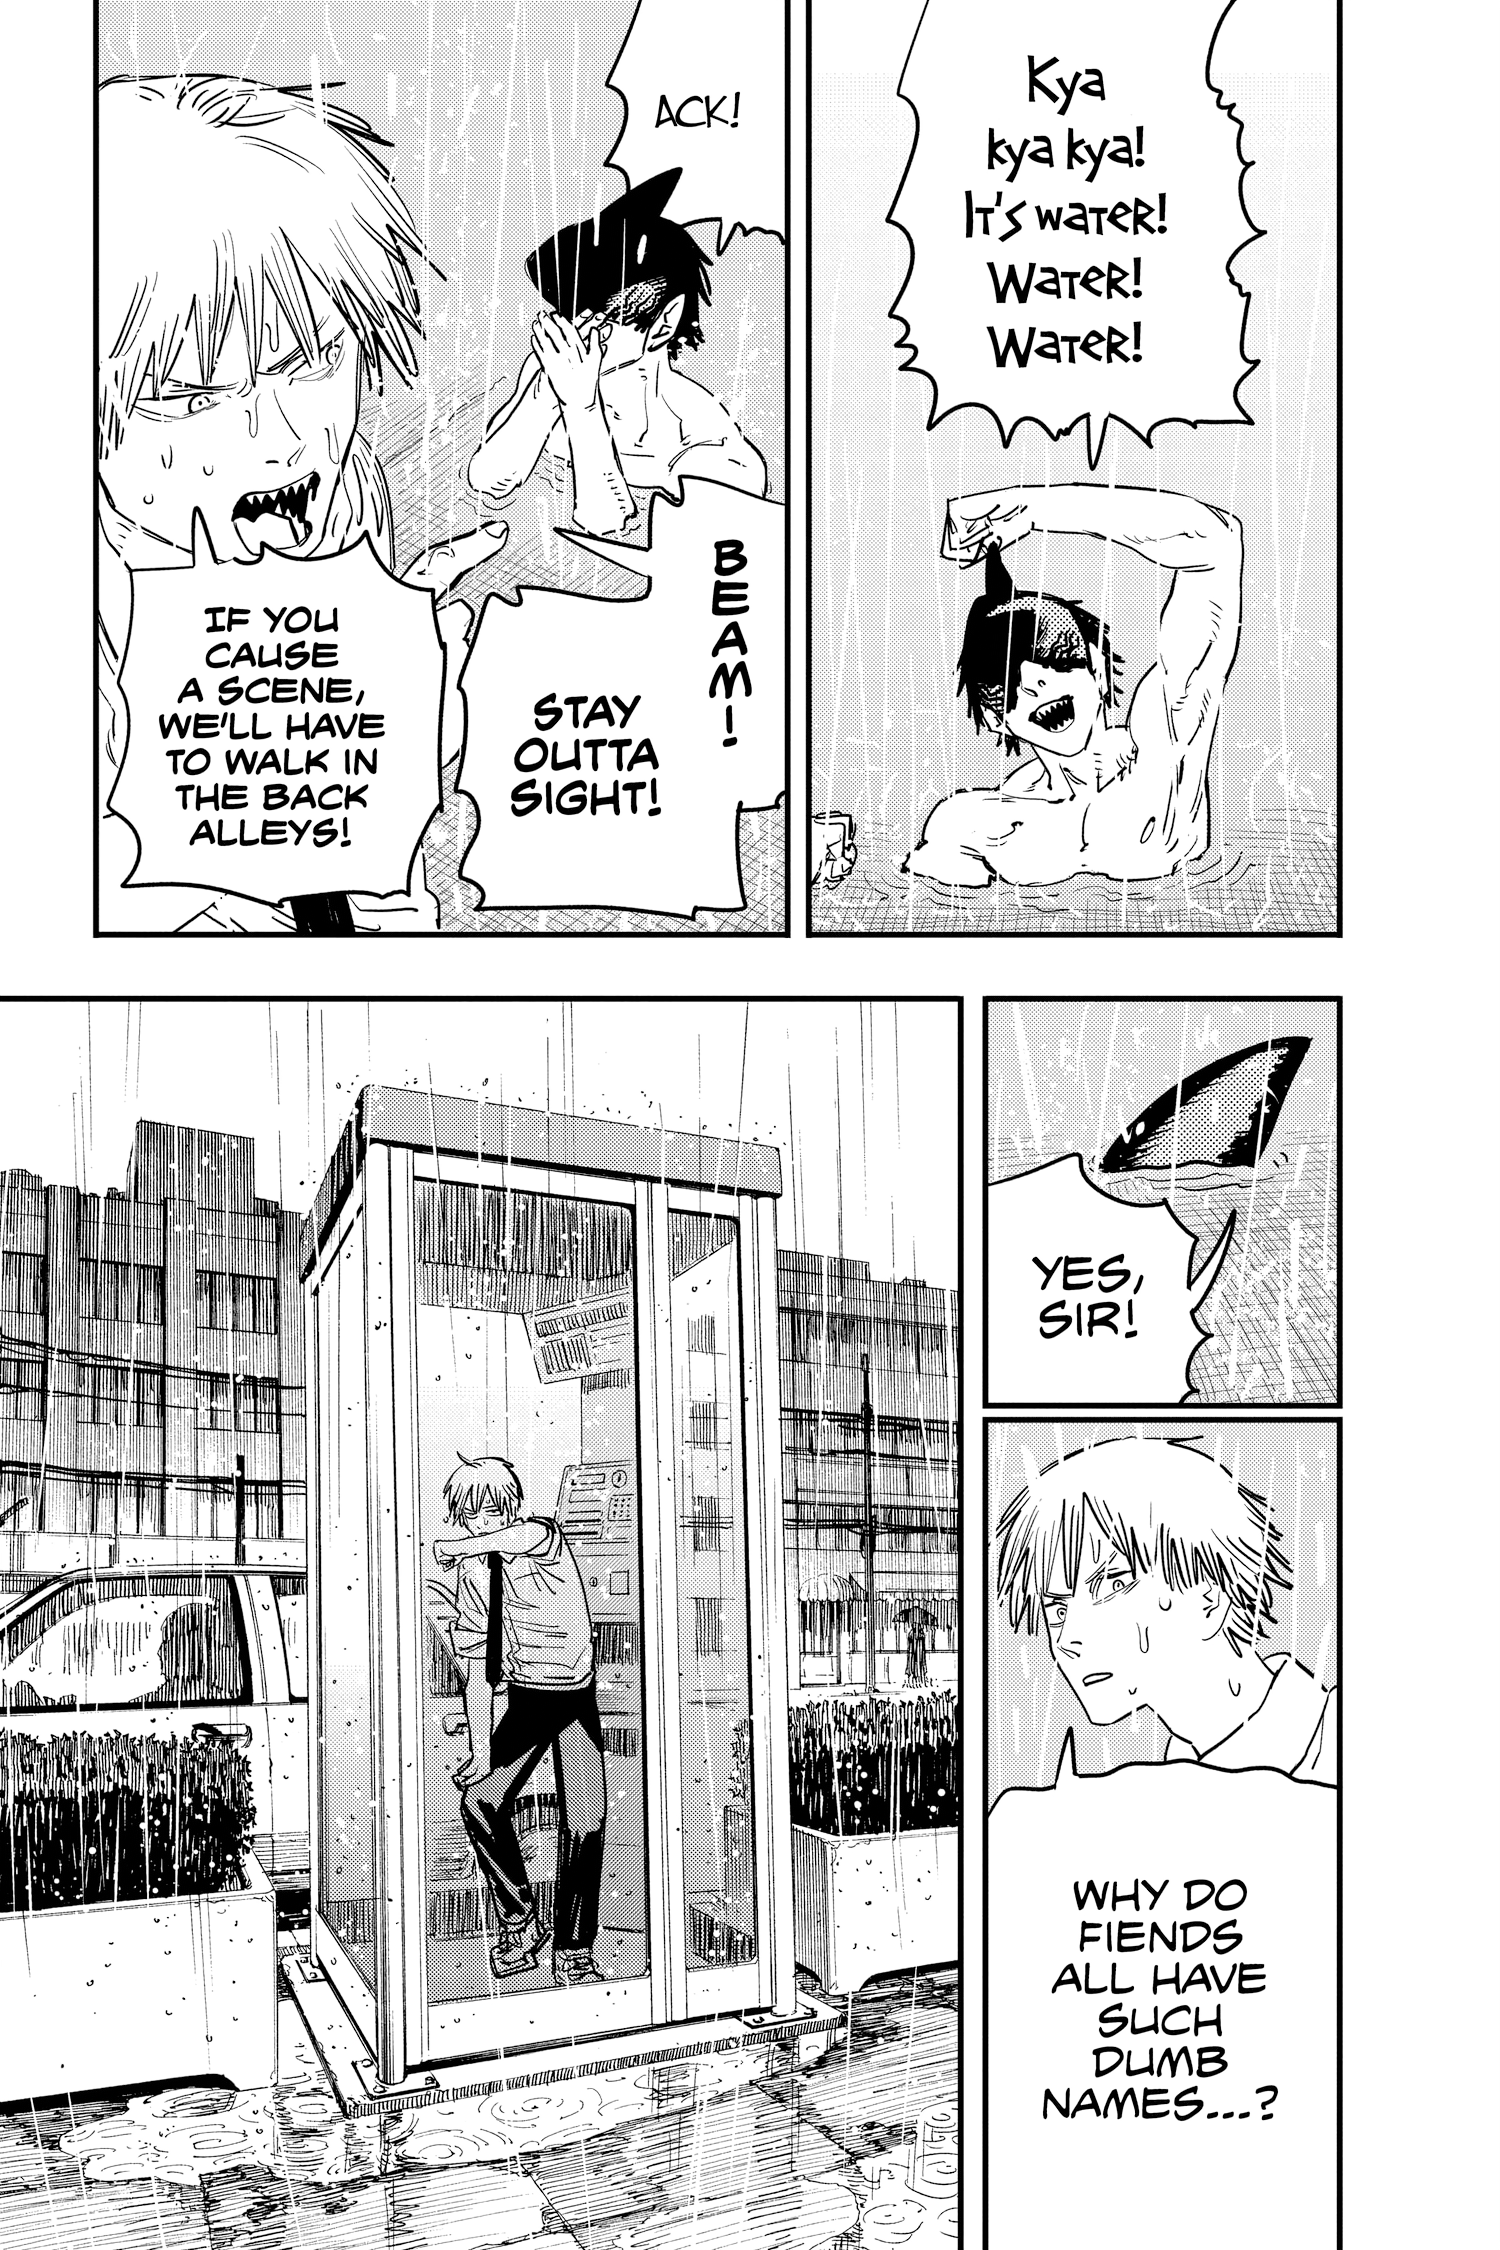 Kya
kya kya!
It's water!
Water!
Water!
ACK!
BEAM!
STAY
OUTTA
SIGHT!
IF YOU
CAUSE
A SCENE,
WE'LL HAVE
TO WALK IN
THE BACK
ALLEYS!
YES,
SIR!
WHY DO
FIENDS
ALL HAVE
SUCH
DUMB
NAMES...?